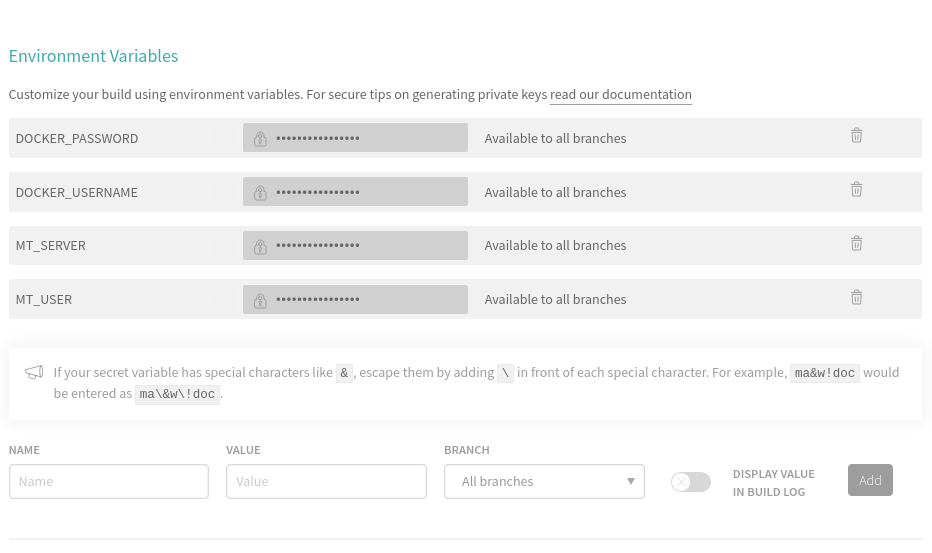 Environment Variables
Customize your build using environment variables. For secure tips on generating private keys read our documentation
DOCKER_PASSWORD •••••••••••••••• Available to all branches
DOCKER_USERNAME •••••••••••••••• Available to all branches
MT_SERVER •••••••••••••••• Available to all branches
MT_USER •••••••••••••••• Available to all branches
If your secret variable has special characters like &, escape them by adding \ in front of each special character. For example, ma&w!doc would
be entered as ma\&w\!doc.
NAME VALUE BRANCH
Name Value All branches DISPLAY VALUE Add
IN BUILD LOG